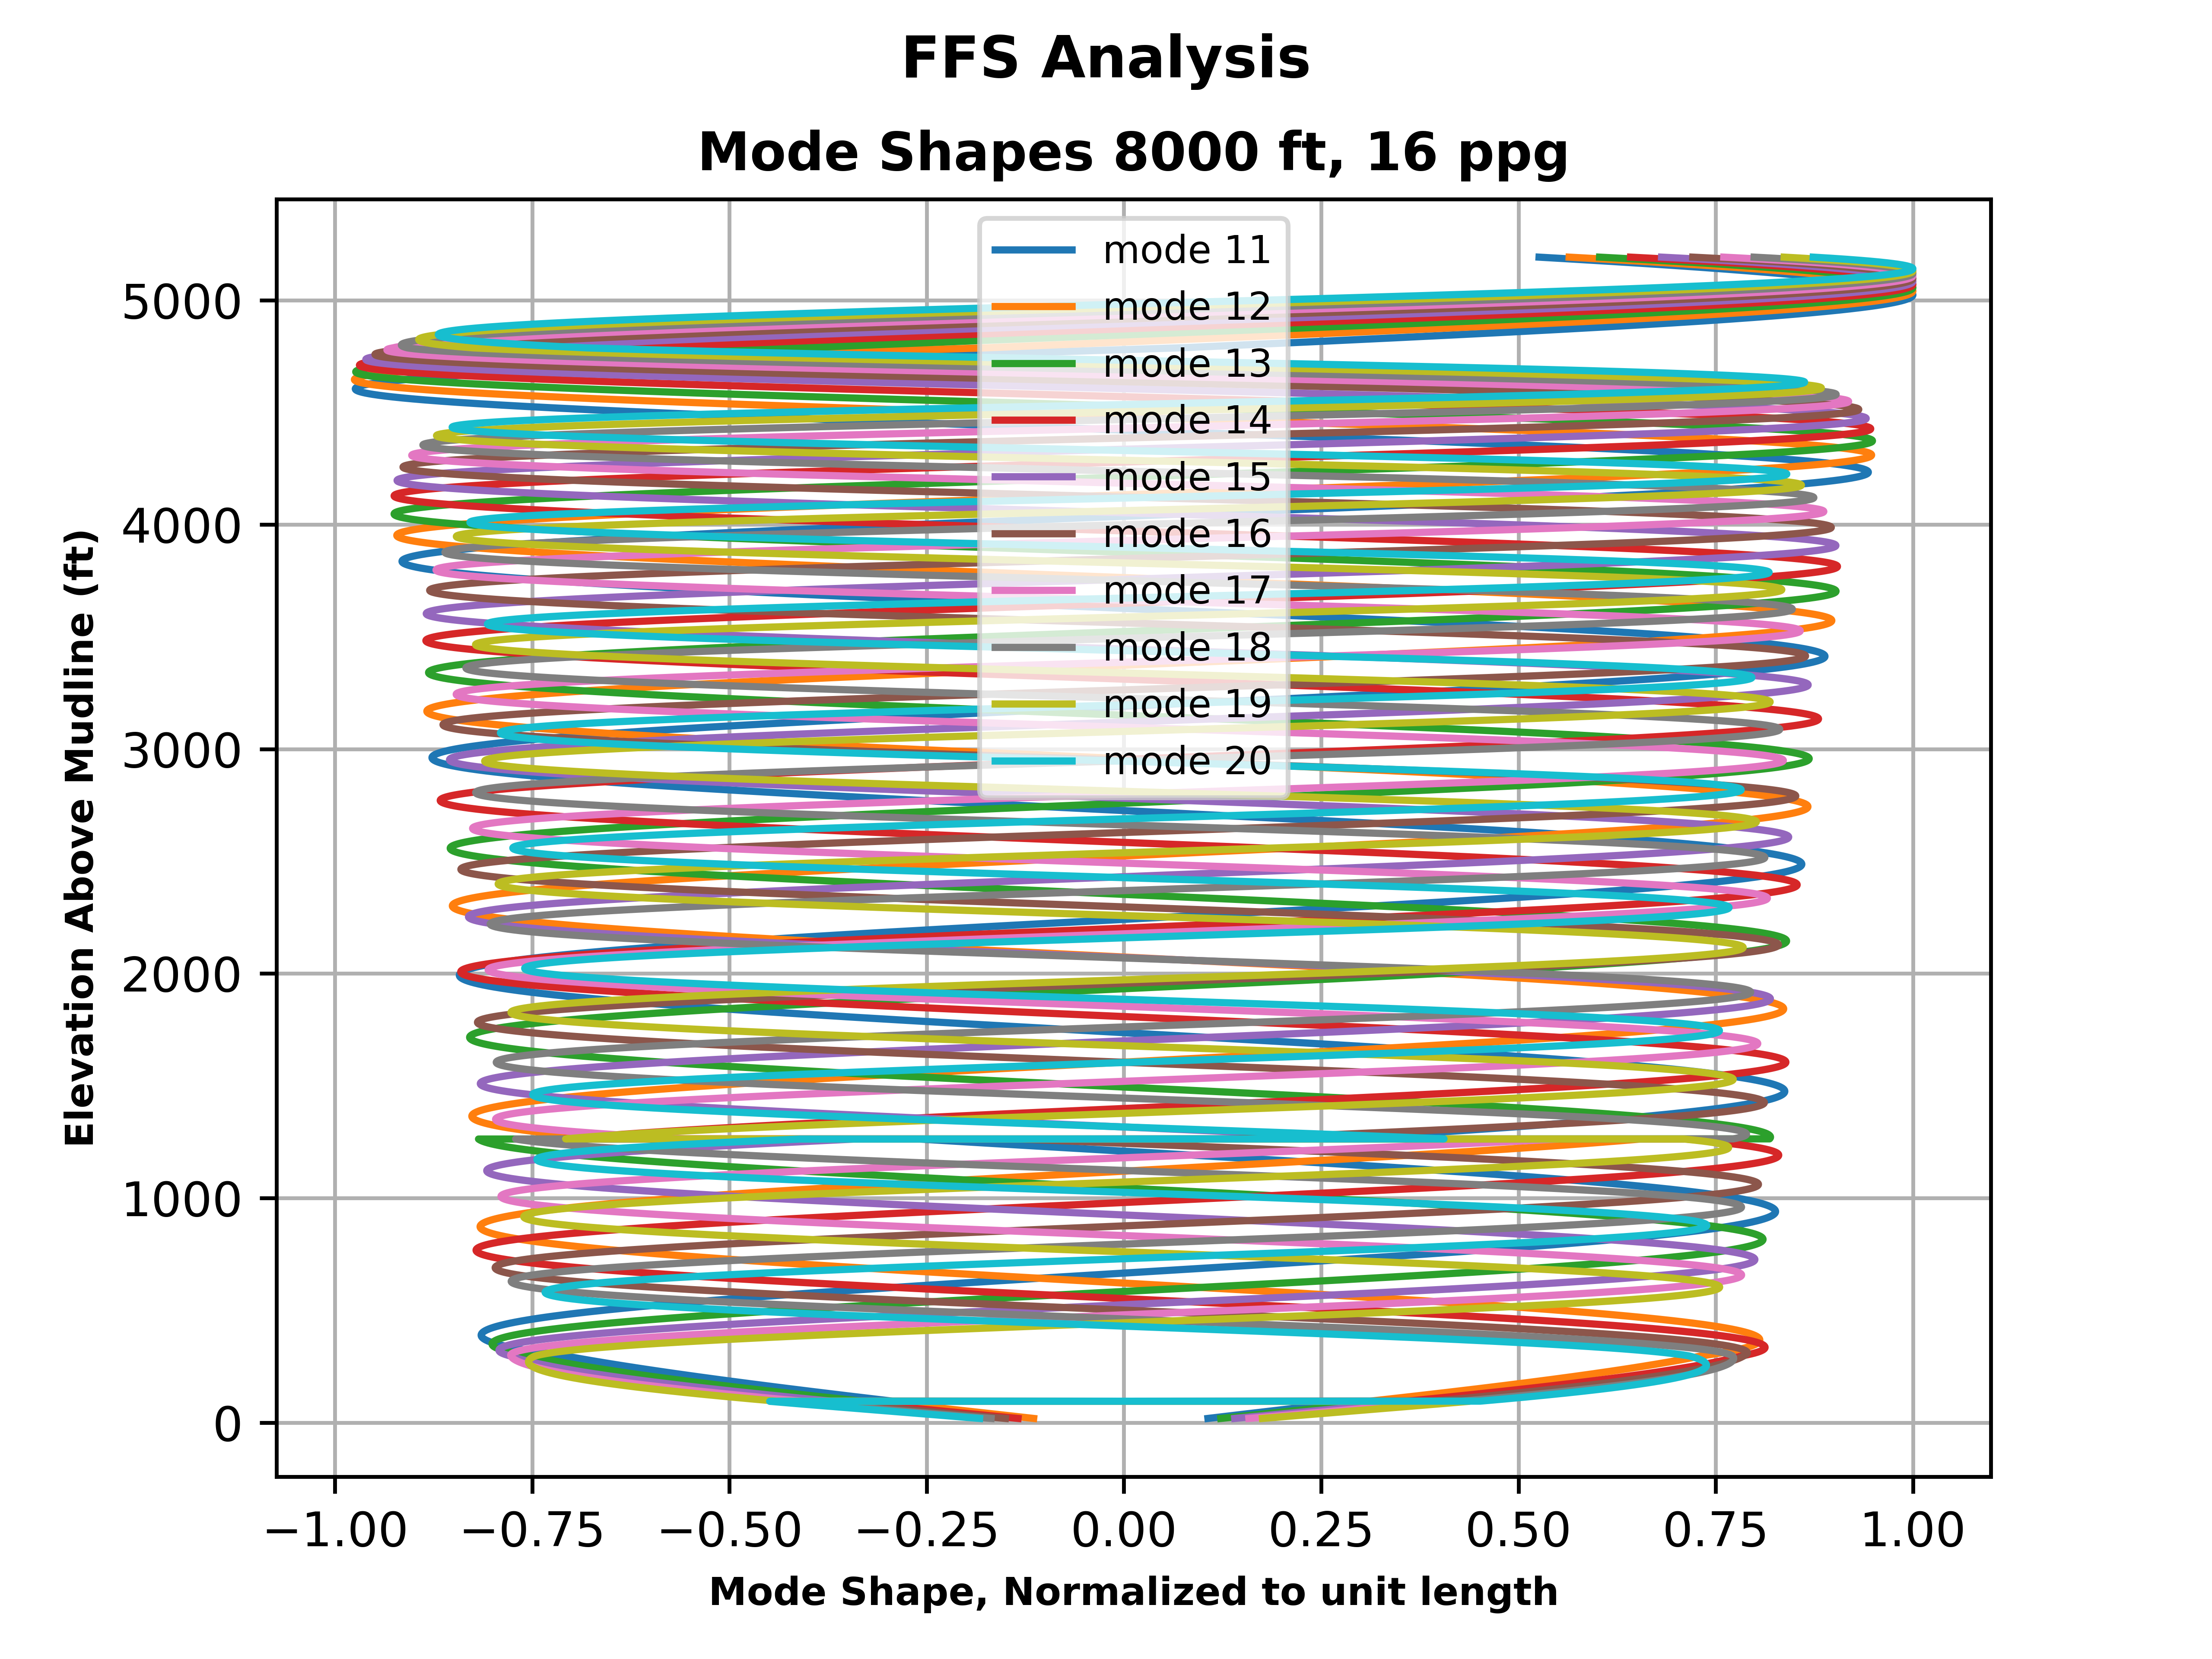 FFS Analysis
Mode Shapes 8000 ft, 16 ppg
mode 11
mode 12
mode 13
mode 14
mode 15
mode 16
mode 17
mode 18
mode 19
mode 20
Elevation Above Mudline (ft)
5000
4000
3000
2000
1000
0
−1.00 −0.75 −0.50 −0.25 0.00 0.25 0.50 0.75 1.00
Mode Shape, Normalized to unit length